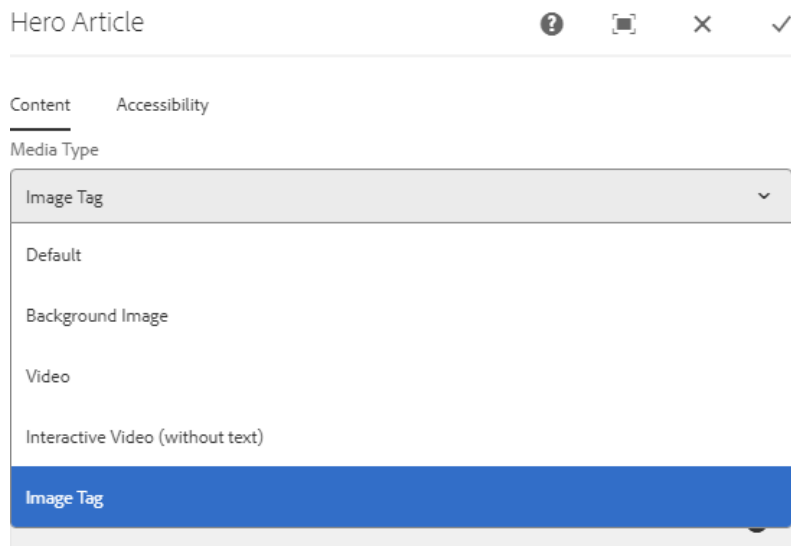 Hero Article
Content Accessibility
Media Type
Image Tag
Default
Background Image
Video
Interactive Video (without text)
Image Tag